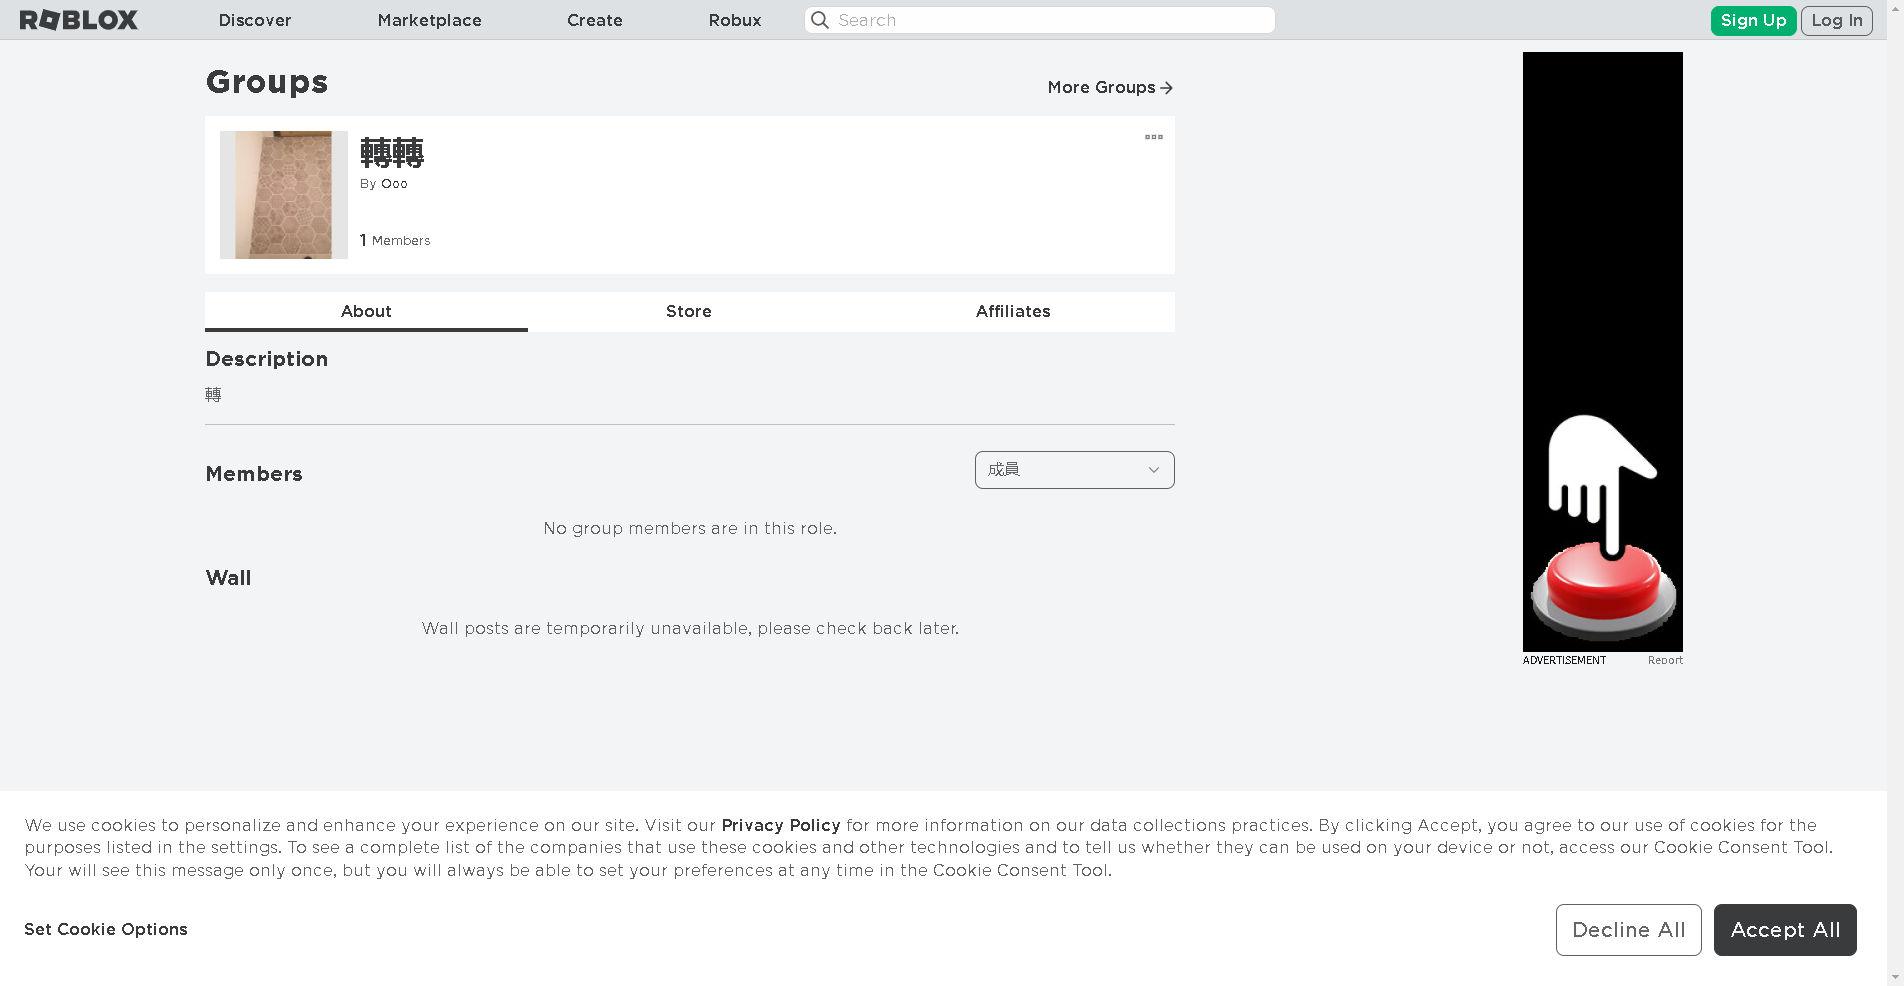 ROBLOX
Discover
Marketplace
Create
Robux
Search
Sign Up
Log In
Groups
More Groups
轉轉
By Ooo
1 Members
About
Store
Affiliates
Description
轉
Members
成員
No group members are in this role.
Wall
Wall posts are temporarily unavailable, please check back later.
ADVERTISEMENT
Report
We use cookies to personalize and enhance your experience on our site. Visit our Privacy Policy for more information on our data collections practices. By clicking Accept, you agree to our use of cookies for the
purposes listed in the settings. To see a complete list of the companies that use these cookies and other technologies and to tell us whether they can be used on your device or not, access our Cookie Consent Tool.
Your will see this message only once, but you will always be able to set your preferences at any time in the Cookie Consent Tool.
Set Cookie Options
Decline All
Accept All